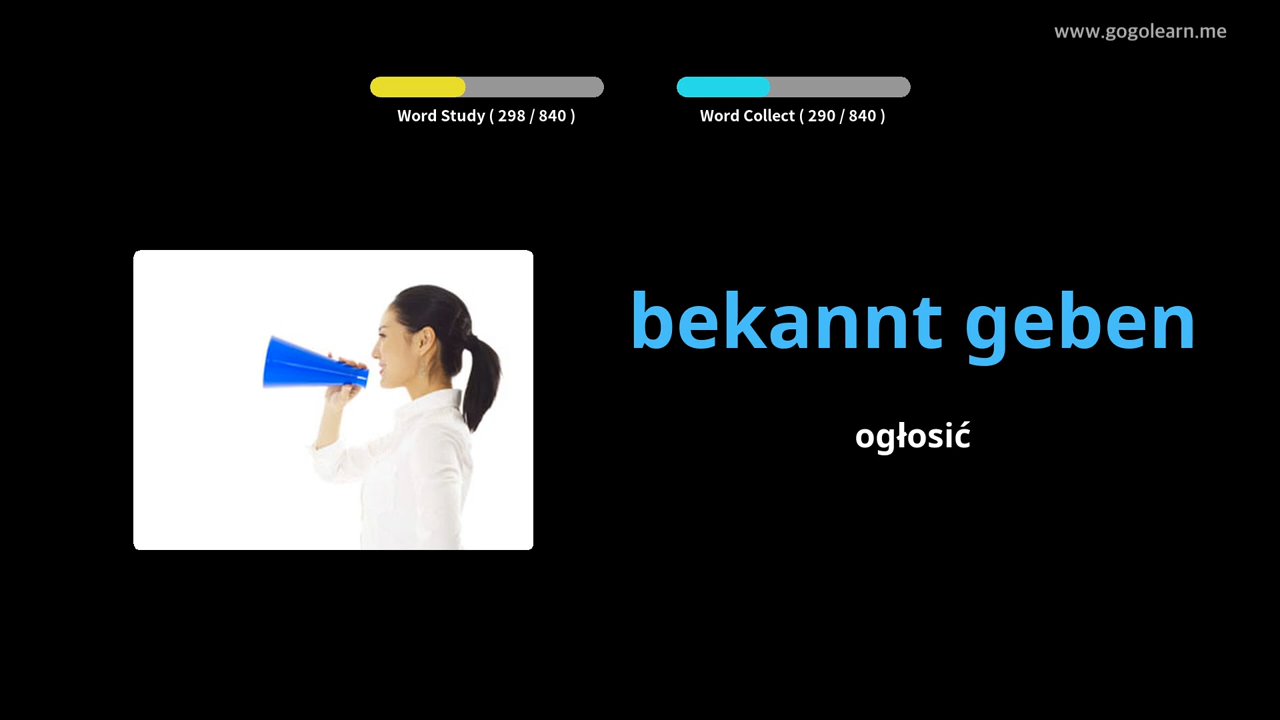 www.gogolearn.me
Word Study ( 298 / 840 )
Word Collect ( 290 / 840 )
bekannt geben
ogłosić